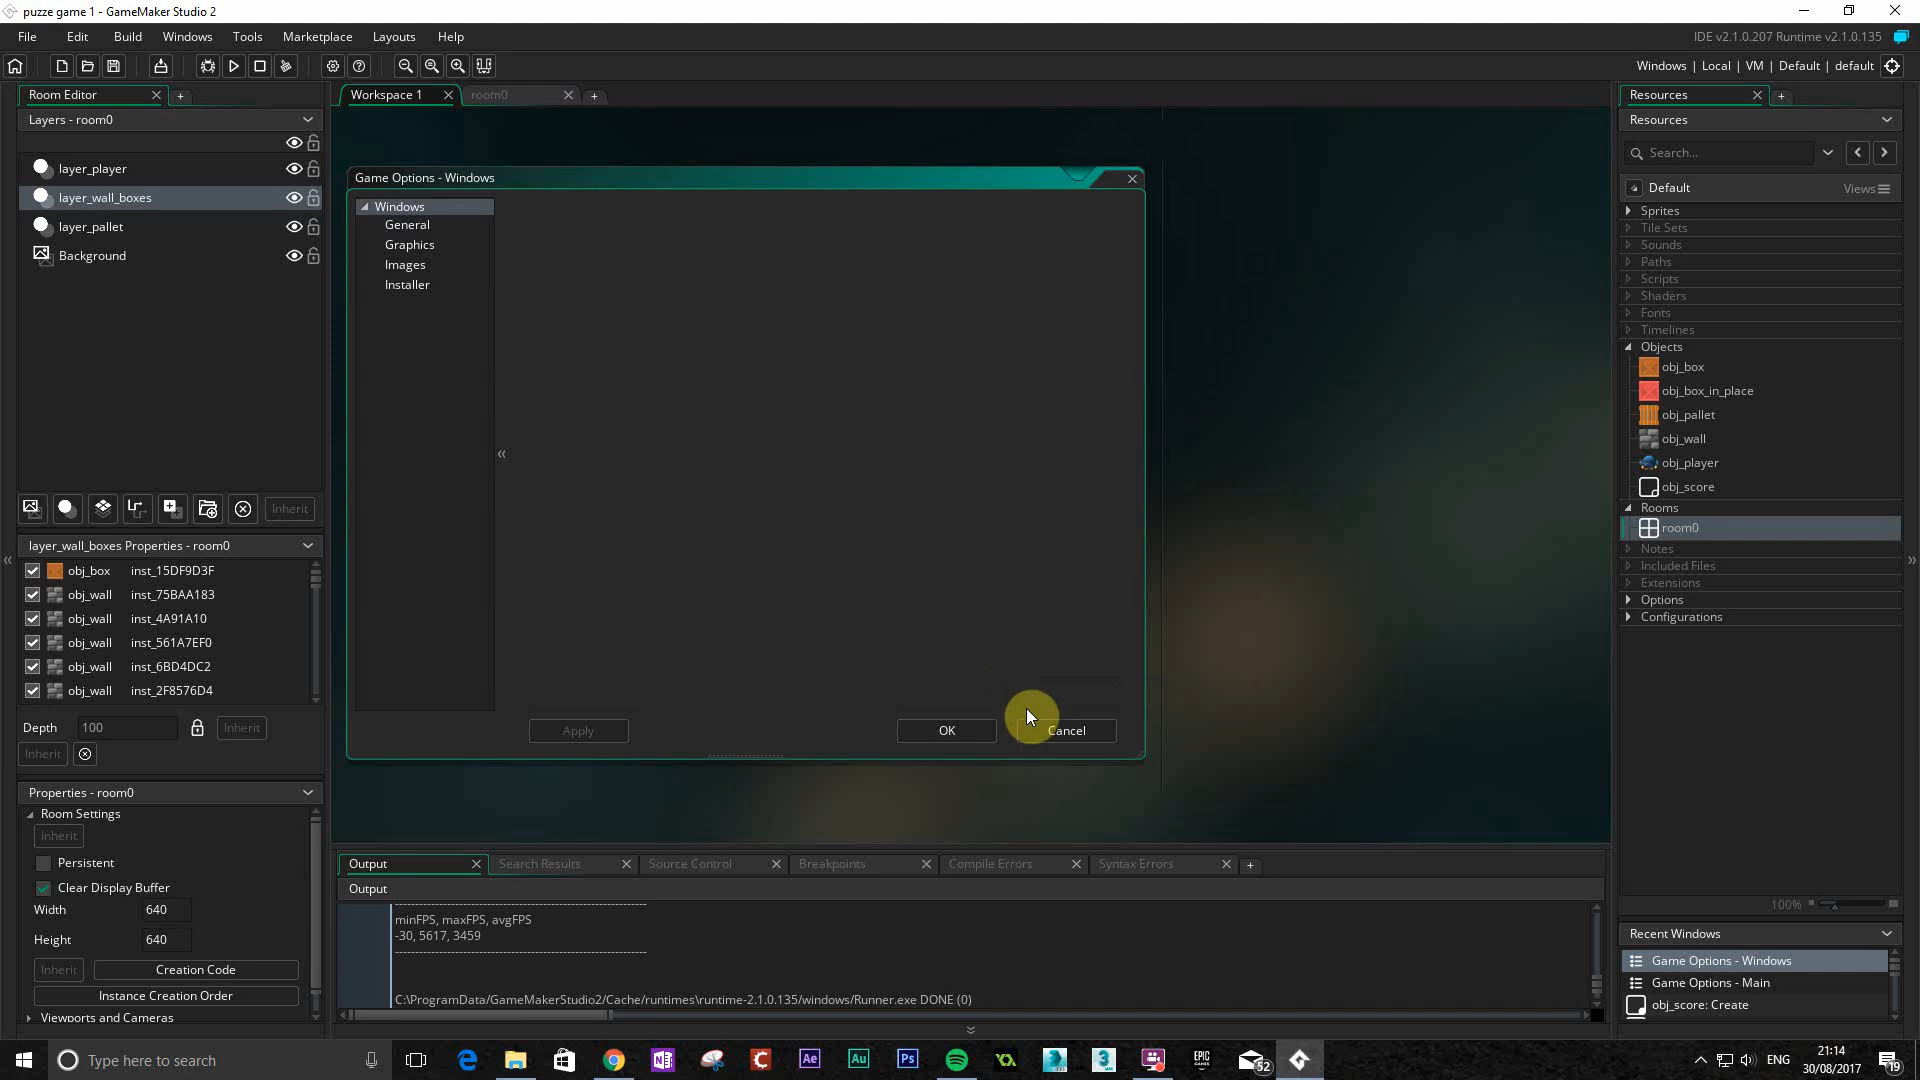 puzze game 1 - GameMaker Studio 2
File Edit Build Windows Tools Marketplace Layouts Help
IDE v2.1.0.207 Runtime v2.1.0.135
Windows | Local | VM | Default | default
Room Editor
Layers - room0
layer_player
layer_wall_boxes
layer_pallet
Background
Inherit
layer_wall_boxes Properties - room0
obj_box inst_15DF9D3F
obj_wall inst_75BAA183
obj_wall inst_4A91A10
obj_wall inst_561A7EF0
obj_wall inst_6BD4DC2
obj_wall inst_2F8576D4
Depth 100 Inherit
Inherit
Properties - room0
Room Settings
Inherit
Persistent
Clear Display Buffer
Width 640
Height 640
Inherit Creation Code
Instance Creation Order
Viewports and Cameras
Workspace 1 room0
Game Options - Windows
Windows
General
Graphics
Images
Installer
Apply OK Cancel
Output Search Results Source Control Breakpoints Compile Errors Syntax Errors
Output
minFPS, maxFPS, avgFPS
-30, 5617, 3459
C:\ProgramData/GameMakerStudio2/Cache/runtimes\runtime-2.1.0.135/windows/Runner.exe DONE (0)
Resources
Resources
Search...
Default Views
Sprites
Tile Sets
Sounds
Paths
Scripts
Shaders
Fonts
Timelines
Objects
obj_box
obj_box_in_place
obj_pallet
obj_wall
obj_player
obj_score
Rooms
room0
Notes
Included Files
Extensions
Options
Configurations
100%
Recent Windows
Game Options - Windows
Game Options - Main
obj_score: Create
Type here to search
Ae Au Ps
EPIC GAMES
52
ENG
21:14
30/08/2017
19